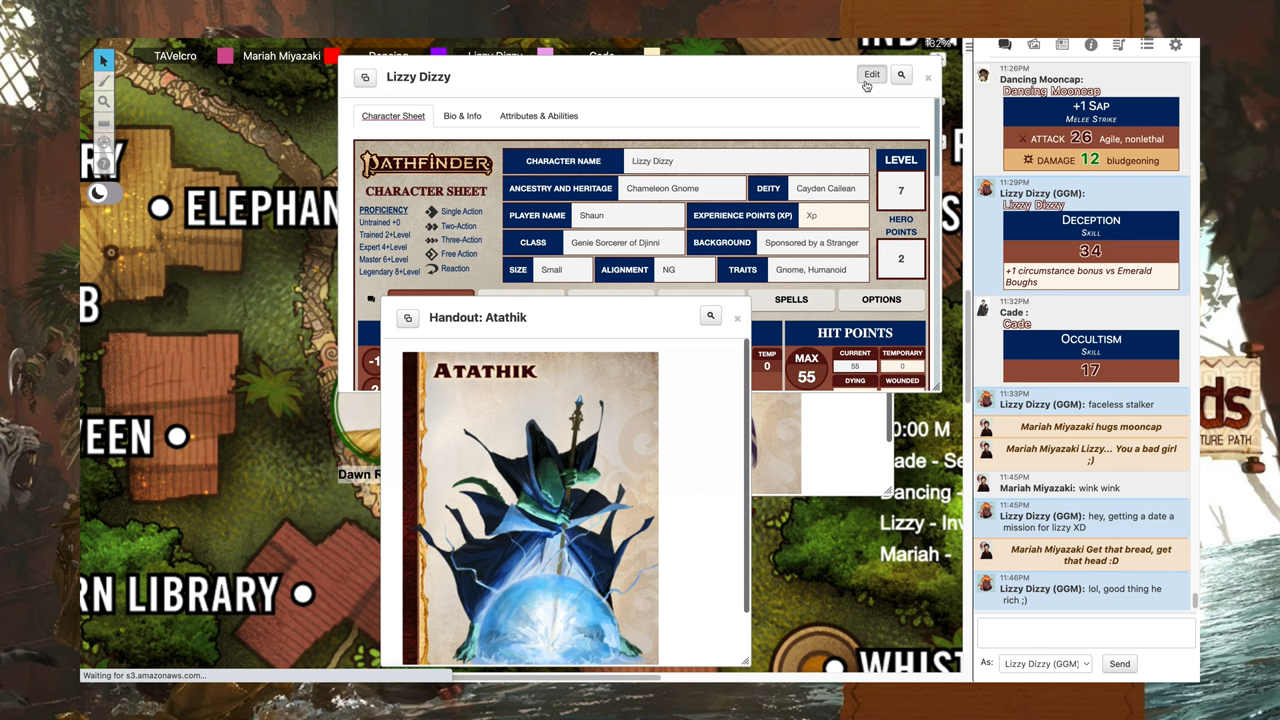 TAVelcro
Mariah Miyazaki
Dancing
Lizzy Dizzy
Cade
132%
Lizzy Dizzy
Edit
Character Sheet
Bio & Info
Attributes & Abilities
PATHFINDER
CHARACTER SHEET
PROFICIENCY
Untrained +0
Trained 2+Level
Expert 4+Level
Master 6+Level
Legendary 8+Level
Single Action
Two-Action
Three-Action
Free Action
Reaction
CHARACTER NAME
Lizzy Dizzy
ANCESTRY AND HERITAGE
Chameleon Gnome
DEITY
Cayden Cailean
PLAYER NAME
Shaun
EXPERIENCE POINTS (XP)
Xp
CLASS
Genie Sorcerer of Djinni
BACKGROUND
Sponsored by a Stranger
SIZE
Small
ALIGNMENT
NG
TRAITS
Gnome, Humanoid
LEVEL
7
HERO
POINTS
2
SPELLS
OPTIONS
TEMP
0
HIT POINTS
MAX
55
CURRENT
55
TEMPORARY
0
DYING
WOUNDED
-1
Handout: Atathik
ATATHIK
RY
ELEPHAN
B
EEN
RN LIBRARY
WHIST
Dawn R
0:00 M
ade - Se
Dancing -
Lizzy - Inv
Mariah -
ds
TURE PATH
11:26PM
Dancing Mooncap:
Dancing Mooncap
+1 SAP
MELEE STRIKE
ATTACK 26 Agile, nonlethal
DAMAGE 12 bludgeoning
11:29PM
Lizzy Dizzy (GGM):
Lizzy Dizzy
DECEPTION
SKILL
34
+1 circumstance bonus vs Emerald
Boughs
11:32PM
Cade :
Cade
OCCULTISM
SKILL
17
11:33PM
Lizzy Dizzy (GGM): faceless stalker
Mariah Miyazaki hugs mooncap
Mariah Miyazaki Lizzy... You a bad girl
;)
11:45PM
Mariah Miyazaki: wink wink
11:45PM
Lizzy Dizzy (GGM): hey, getting a date a
mission for lizzy XD
Mariah Miyazaki Get that bread, get
that head :D
11:46PM
Lizzy Dizzy (GGM): lol, good thing he
rich ;)
As:
Lizzy Dizzy (GGM)
Send
Waiting for s3.amazonaws.com...